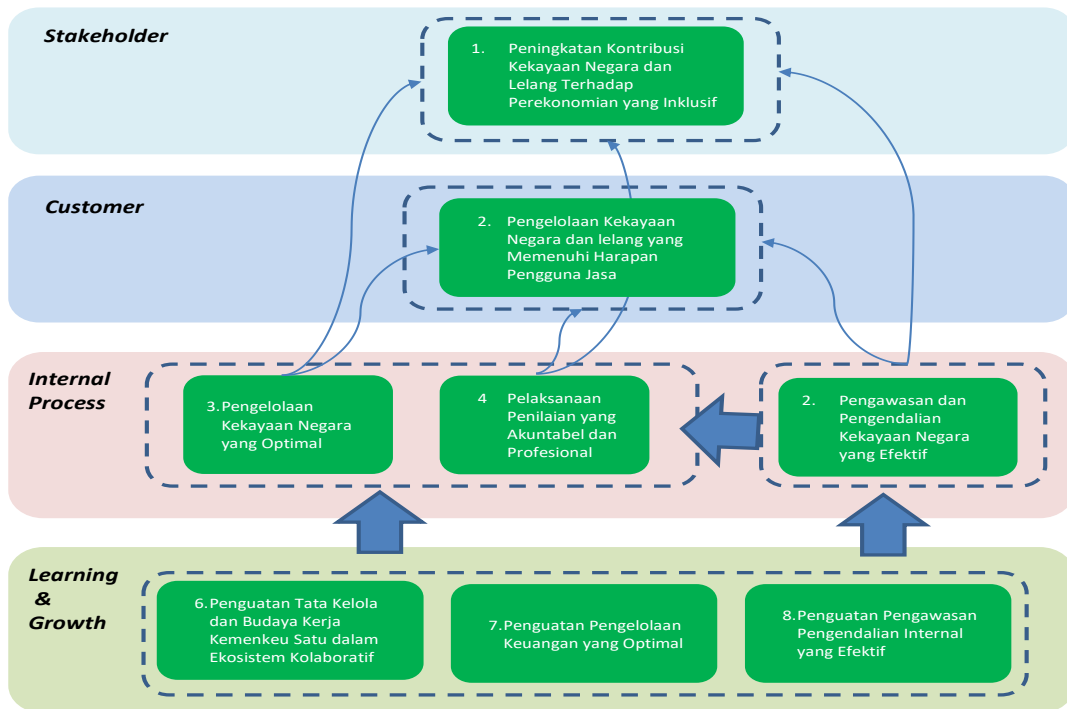 Stakeholder
1. Peningkatan Kontribusi
Kekayaan Negara dan
Lelang Terhadap
Perekonomian yang Inklusif
Customer
2. Pengelolaan Kekayaan
Negara dan lelang yang
Memenuhi Harapan
Pengguna Jasa
Internal
Process
3. Pengelolaan
Kekayaan Negara
yang Optimal
4 Pelaksanaan
Penilaian yang
Akuntabel dan
Profesional
2. Pengawasan dan
Pengendalian
Kekayaan Negara
yang Efektif
Learning
&
Growth
6. Penguatan Tata Kelola
dan Budaya Kerja
Kemenkeu Satu dalam
Ekosistem Kolaboratif
7. Penguatan Pengelolaan
Keuangan yang Optimal
8. Penguatan Pengawasan
Pengendalian Internal
yang Efektif